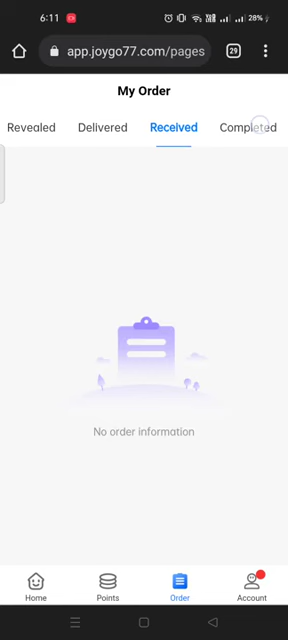 6:11
28%
app.joygo77.com/pages
29
My Order
Revealed Delivered Received Completed
No order information
Home Points Order Account